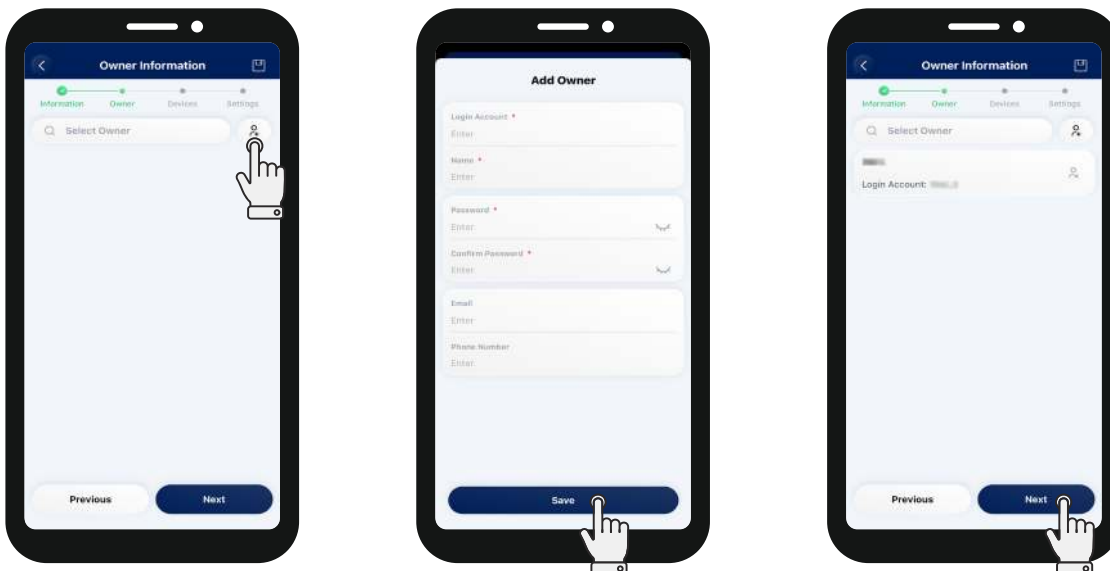 Owner Information
Information Owner Devices Settings
Select Owner
Previous Next
Add Owner
Login Account *
Enter
Name *
Enter
Password *
Enter
Confirm Password *
Enter
Email
Enter
Phone Number
Enter
Save
Owner Information
Information Owner Devices Settings
Select Owner
Login Account:
Previous Next